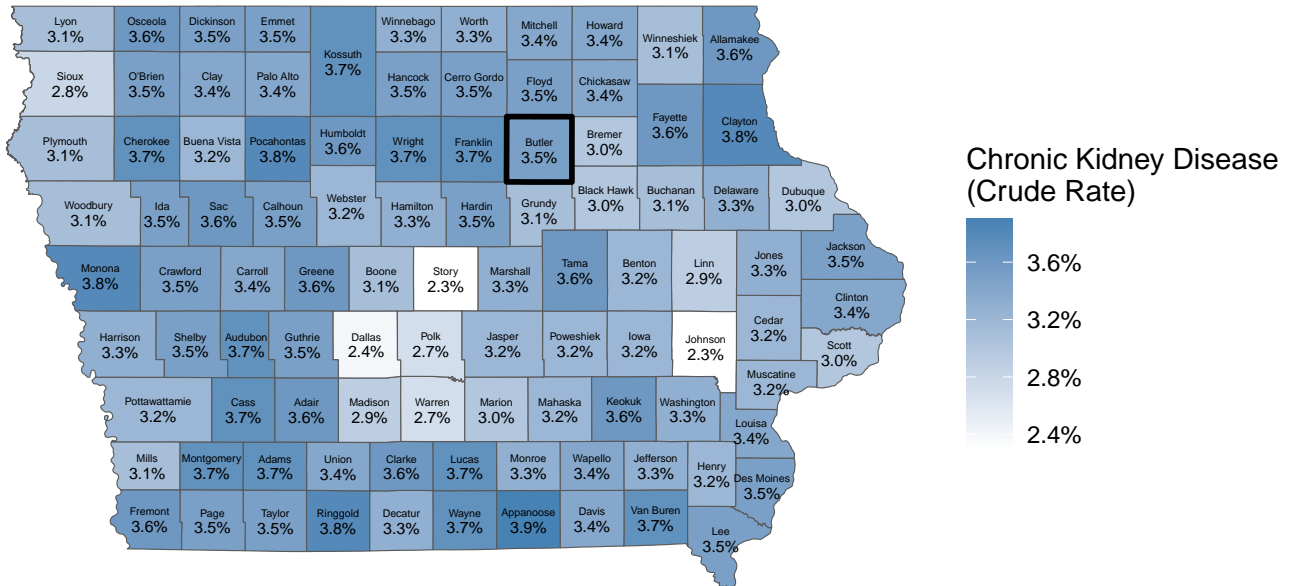 Lyon
3.1%
Osceola
3.6%
Dickinson
3.5%
Emmet
3.5%
Kossuth
3.7%
Winnebago
3.3%
Worth
3.3%
Mitchell
3.4%
Howard
3.4%
Winneshiek
3.1%
Allamakee
3.6%
Sioux
2.8%
O'Brien
3.5%
Clay
3.4%
Palo Alto
3.4%
Hancock
3.5%
Cerro Gordo
3.5%
Floyd
3.5%
Chickasaw
3.4%
Fayette
3.6%
Clayton
3.8%
Plymouth
3.1%
Cherokee
3.7%
Buena Vista
3.2%
Pocahontas
3.8%
Humboldt
3.6%
Wright
3.7%
Franklin
3.7%
Butler
3.5%
Bremer
3.0%
Woodbury
3.1%
Ida
3.5%
Sac
3.6%
Calhoun
3.5%
Webster
3.2%
Hamilton
3.3%
Hardin
3.5%
Grundy
3.1%
Black Hawk
3.0%
Buchanan
3.1%
Delaware
3.3%
Dubuque
3.0%
Monona
3.8%
Crawford
3.5%
Carroll
3.4%
Greene
3.6%
Boone
3.1%
Story
2.3%
Marshall
3.3%
Tama
3.6%
Benton
3.2%
Linn
2.9%
Jones
3.3%
Jackson
3.5%
Clinton
3.4%
Harrison
3.3%
Shelby
3.5%
Audubon
3.7%
Guthrie
3.5%
Dallas
2.4%
Polk
2.7%
Jasper
3.2%
Poweshiek
3.2%
Iowa
3.2%
Johnson
2.3%
Cedar
3.2%
Scott
3.0%
Muscatine
3.2%
Pottawattamie
3.2%
Cass
3.7%
Adair
3.6%
Madison
2.9%
Warren
2.7%
Marion
3.0%
Mahaska
3.2%
Keokuk
3.6%
Washington
3.3%
Louisa
3.4%
Mills
3.1%
Montgomery
3.7%
Adams
3.7%
Union
3.4%
Clarke
3.6%
Lucas
3.7%
Monroe
3.3%
Wapello
3.4%
Jefferson
3.3%
Henry
3.2%
Des Moines
3.5%
Fremont
3.6%
Page
3.5%
Taylor
3.5%
Ringgold
3.8%
Decatur
3.3%
Wayne
3.7%
Appanoose
3.9%
Davis
3.4%
Van Buren
3.7%
Lee
3.5%
Chronic Kidney Disease
(Crude Rate)
3.6%
3.2%
2.8%
2.4%